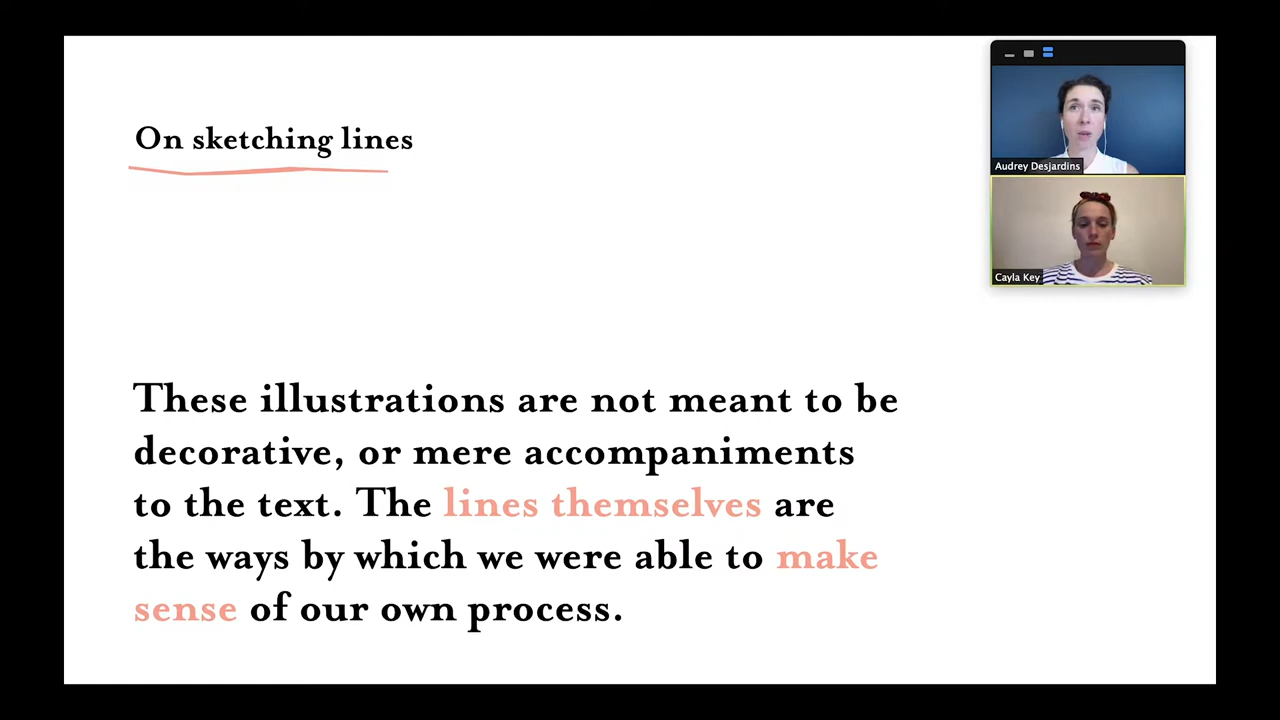 On sketching lines
Audrey Desjardins
Cayla Key
These illustrations are not meant to be
decorative, or mere accompaniments
to the text. The lines themselves are
the ways by which we were able to make
sense of our own process.